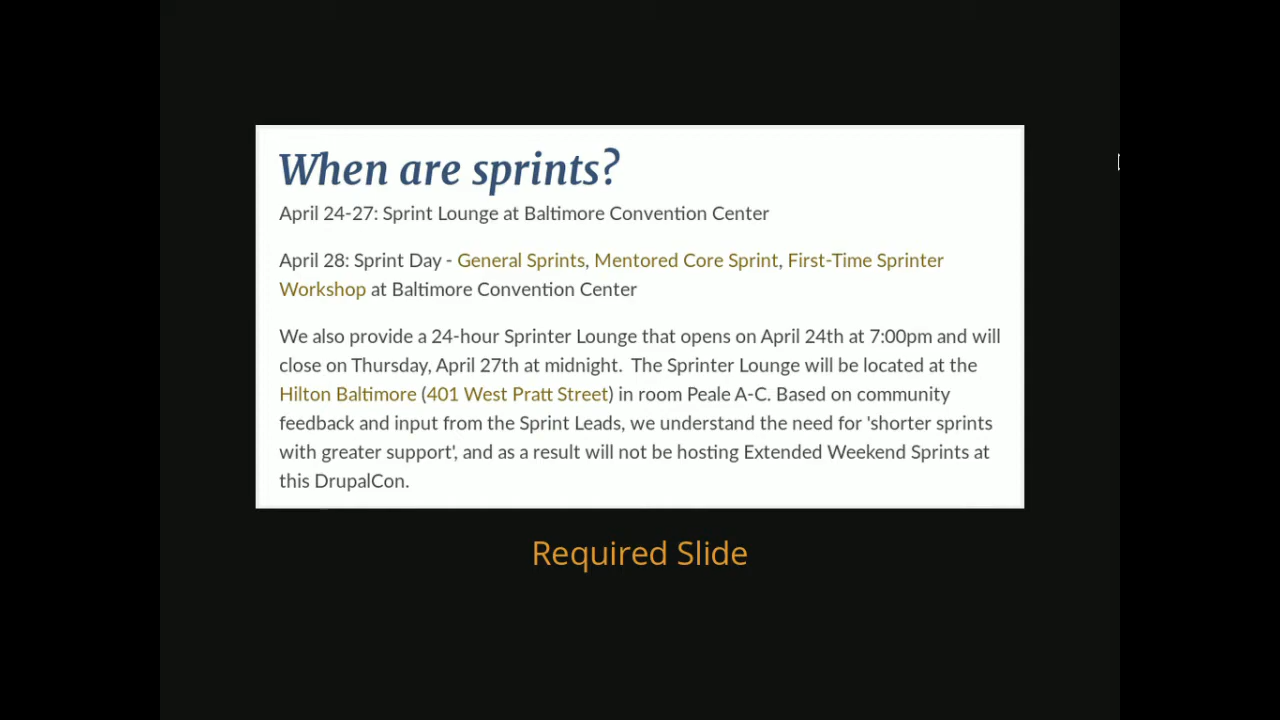 When are sprints?
April 24-27: Sprint Lounge at Baltimore Convention Center
April 28: Sprint Day - General Sprints, Mentored Core Sprint, First-Time Sprinter
Workshop at Baltimore Convention Center
We also provide a 24-hour Sprinter Lounge that opens on April 24th at 7:00pm and will
close on Thursday, April 27th at midnight.  The Sprinter Lounge will be located at the
Hilton Baltimore (401 West Pratt Street) in room Peale A-C. Based on community
feedback and input from the Sprint Leads, we understand the need for 'shorter sprints
with greater support', and as a result will not be hosting Extended Weekend Sprints at
this DrupalCon.
Required Slide